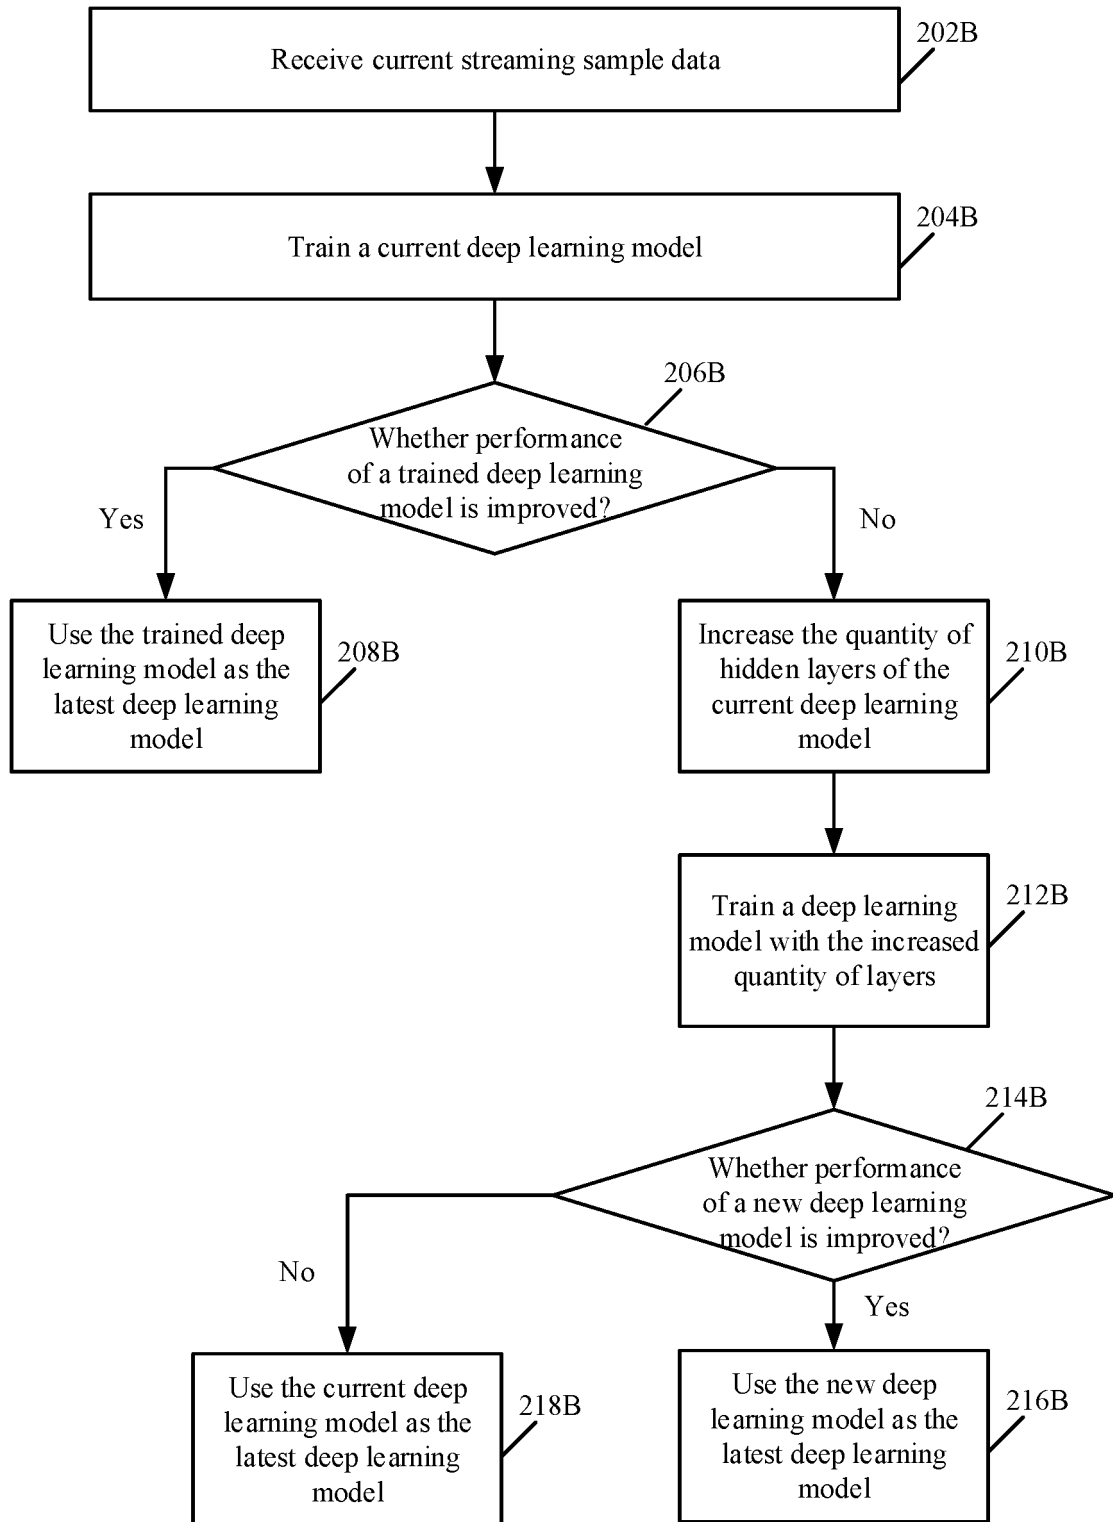 Receive current streaming sample data
202B
Train a current deep learning model
204B
206B
Whether performance
of a trained deep learning
model is improved?
Yes
No
Use the trained deep
learning model as the
latest deep learning
model
208B
Increase the quantity of
hidden layers of the
current deep learning
model
210B
Train a deep learning
model with the increased
quantity of layers
212B
214B
Whether performance
of a new deep learning
model is improved?
No
Yes
Use the current deep
learning model as the
latest deep learning
model
218B
Use the new deep
learning model as the
latest deep learning
model
216B